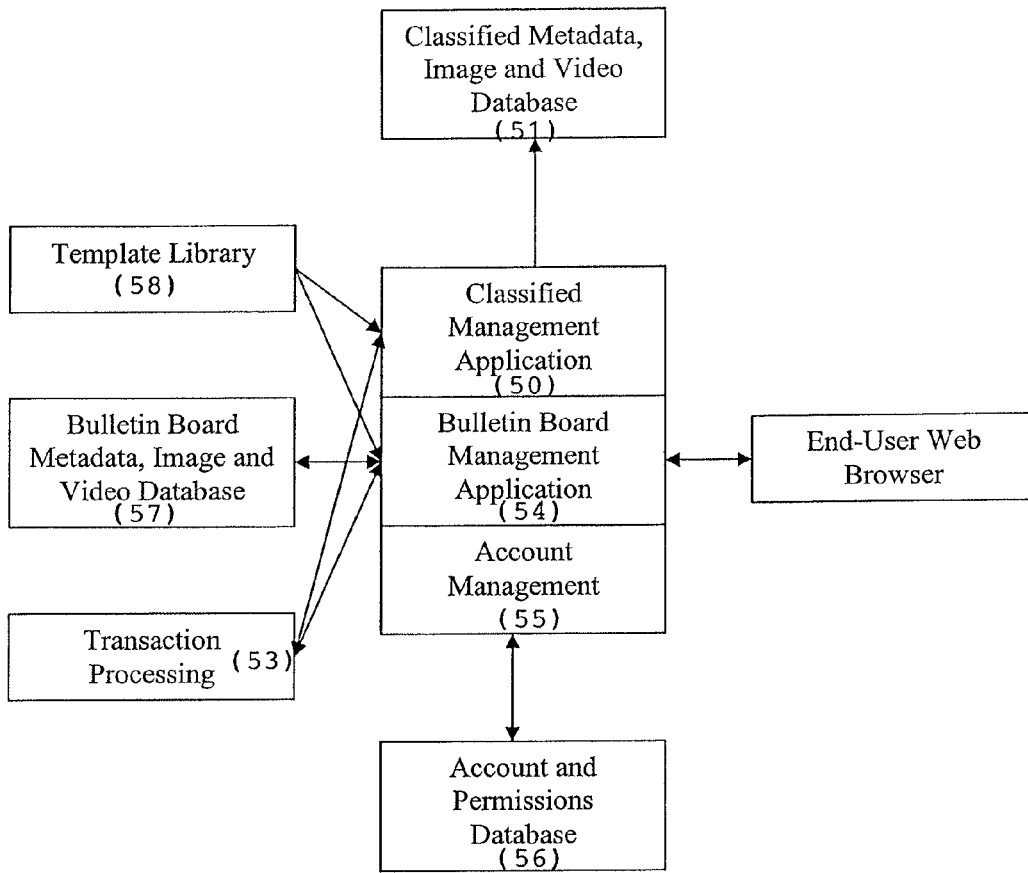 Classified Metadata,
Image and Video
Database
(51)
Template Library
(58)
Classified
Management
Application
(50)
Bulletin Board
Metadata, Image and
Video Database
(57)
Bulletin Board
Management
Application
(54)
End-User Web
Browser
Account
Management
(55)
Transaction
Processing (53)
Account and
Permissions
Database
(56)